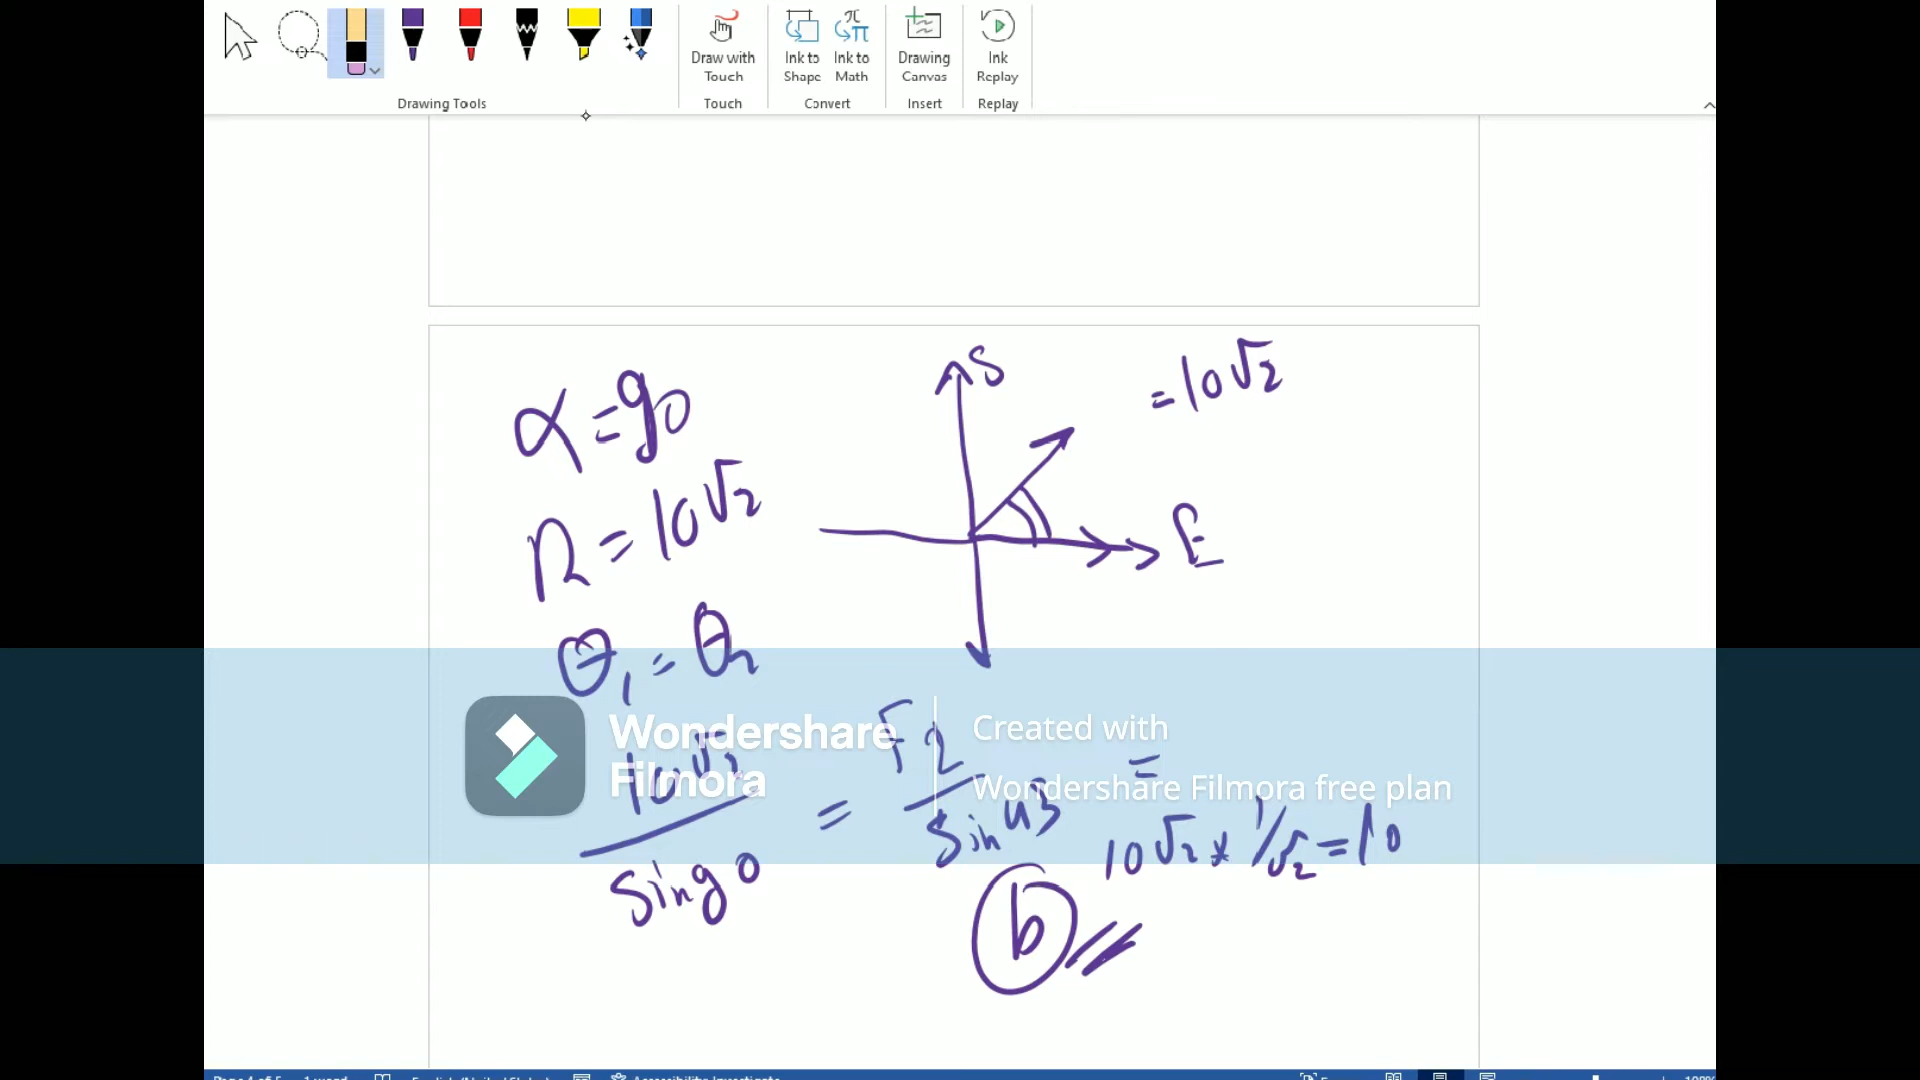 Draw with Touch
Ink to Shape
Ink to Math
Drawing Canvas
Ink Replay
Drawing Tools
Touch
Convert
Insert
Replay
α = 90
S
= 10√2
R = 10√2
E
θ₁ = θ₂
Wondershare Filmora
Created with
Wondershare Filmora free plan
10√2 / sin 90 = F2 / sin 45 =
10√2 * 1/√2 = 10
b